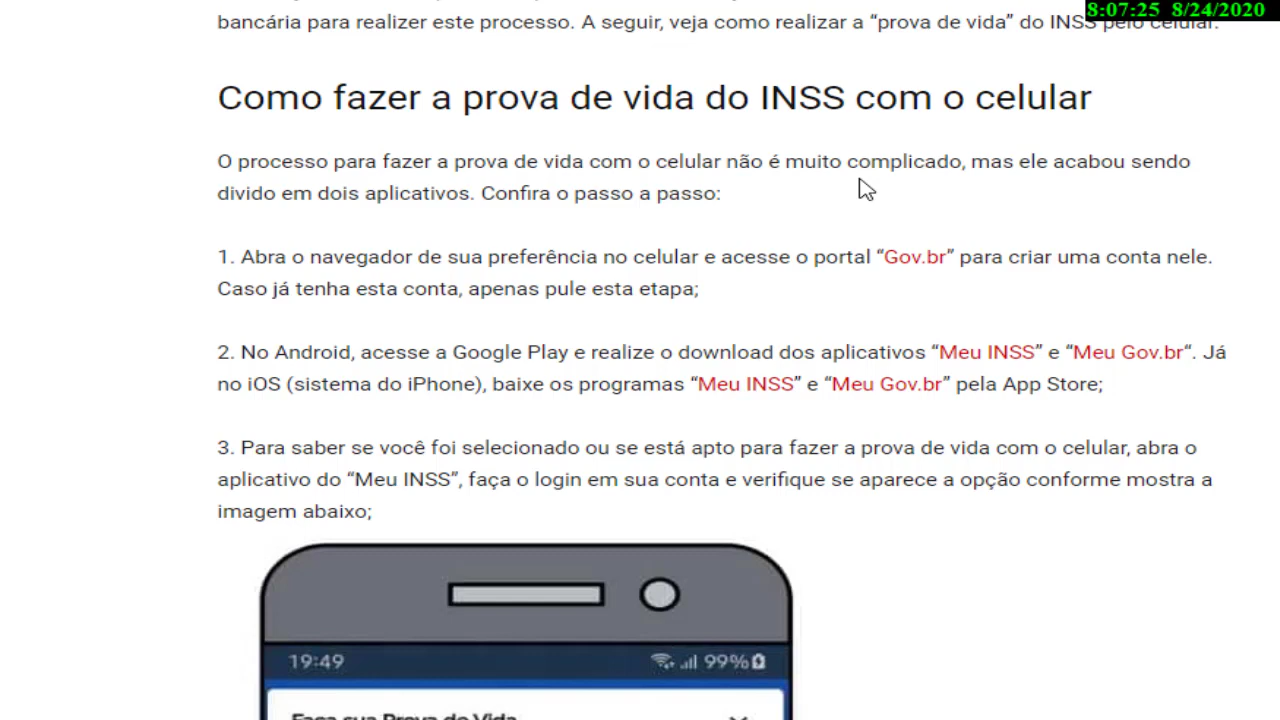 8:07:25 8/24/2020
bancária para realizer este processo. A seguir, veja como realizar a “prova de vida” do INSS pelo celular.
Como fazer a prova de vida do INSS com o celular
O processo para fazer a prova de vida com o celular não é muito complicado, mas ele acabou sendo
divido em dois aplicativos. Confira o passo a passo:
1. Abra o navegador de sua preferência no celular e acesse o portal “Gov.br” para criar uma conta nele.
Caso já tenha esta conta, apenas pule esta etapa;
2. No Android, acesse a Google Play e realize o download dos aplicativos “Meu INSS” e “Meu Gov.br“. Já
no iOS (sistema do iPhone), baixe os programas “Meu INSS” e “Meu Gov.br” pela App Store;
3. Para saber se você foi selecionado ou se está apto para fazer a prova de vida com o celular, abra o
aplicativo do “Meu INSS”, faça o login em sua conta e verifique se aparece a opção conforme mostra a
imagem abaixo;
19:49 99%
Faça sua Prova de Vida